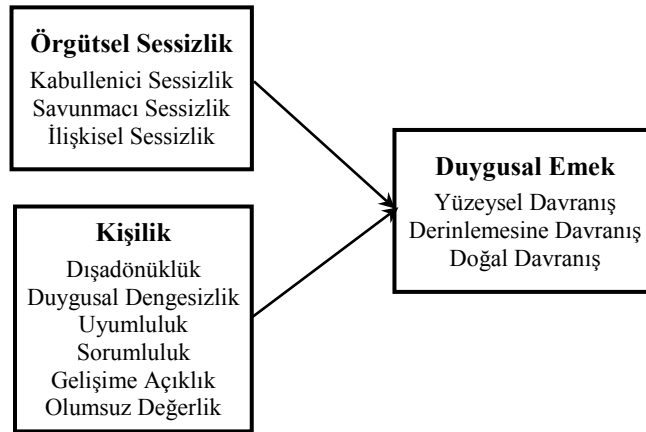 Örgütsel Sessizlik
Kabullenici Sessizlik
Savunmacı Sessizlik
İlişkisel Sessizlik
Kişilik
Dışadönüklük
Duygusal Dengesizlik
Uyumluluk
Sorumluluk
Gelişime Açıklık
Olumsuz Değerlik
Duygusal Emek
Yüzeysel Davranış
Derinlemesine Davranış
Doğal Davranış